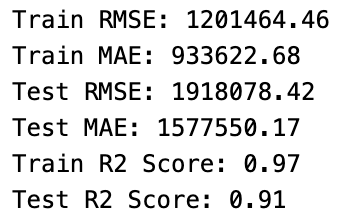 Train RMSE: 1201464.46
Train MAE: 933622.68
Test RMSE: 1918078.42
Test MAE: 1577550.17
Train R2 Score: 0.97
Test R2 Score: 0.91